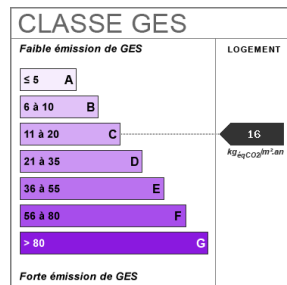 CLASSE GES
Faible émission de GES
LOGEMENT
≤ 5 A
6 à 10 B
11 à 20 C
16
kgéqCO2/m².an
21 à 35 D
36 à 55 E
56 à 80 F
> 80 G
Forte émission de GES